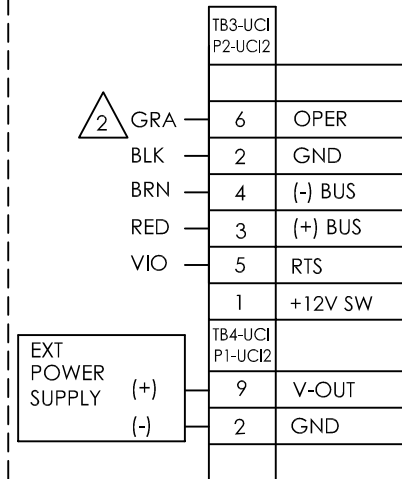 TB3-UCI
P2-UCI2
2 GRA 6 OPER
BLK 2 GND
BRN 4 (-) BUS
RED 3 (+) BUS
VIO 5 RTS
1 +12V SW
TB4-UCI
P1-UCI2
EXT
POWER
SUPPLY (+) 9 V-OUT
(-) 2 GND